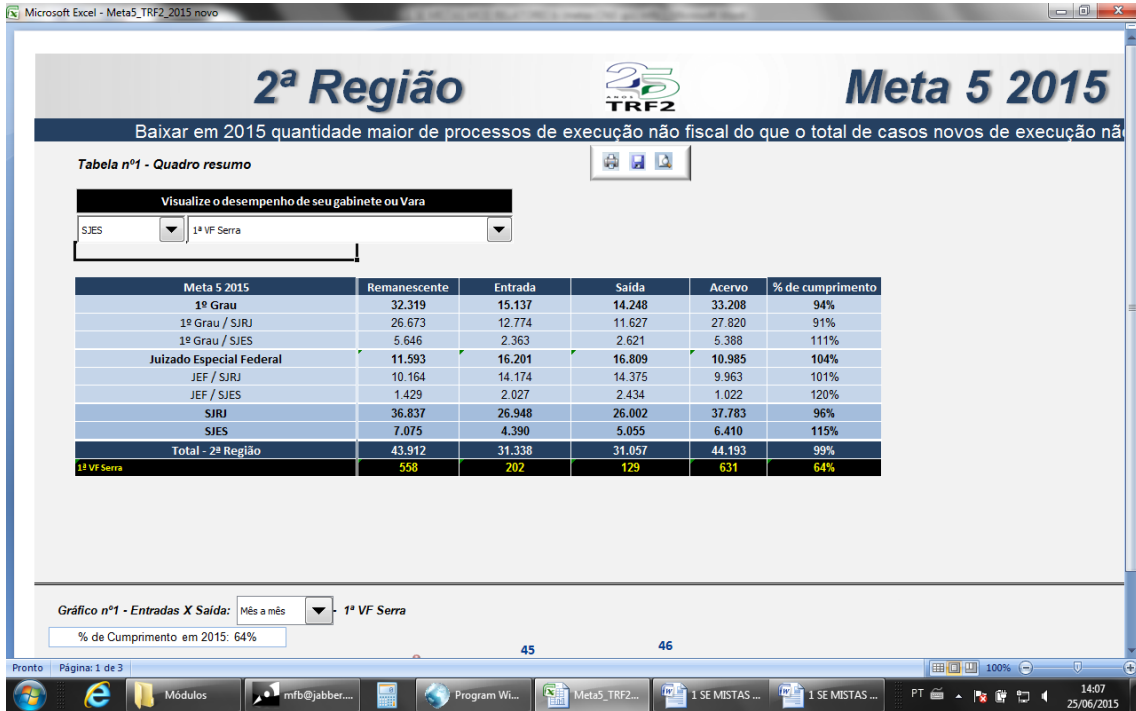 Microsoft Excel - Meta5_TRF2_2015 novo
2ª Região
25
ANOS
TRF2
Meta 5 2015
Baixar em 2015 quantidade maior de processos de execução não fiscal do que o total de casos novos de execução nã
Tabela nº1 - Quadro resumo
Visualize o desempenho de seu gabinete ou Vara
SJES 1ª VF Serra
Meta 5 2015 Remanescente Entrada Saída Acervo % de cumprimento
1º Grau 32.319 15.137 14.248 33.208 94%
1º Grau / SJRJ 26.673 12.774 11.627 27.820 91%
1º Grau / SJES 5.646 2.363 2.621 5.388 111%
Juizado Especial Federal 11.593 16.201 16.809 10.985 104%
JEF / SJRJ 10.164 14.174 14.375 9.963 101%
JEF / SJES 1.429 2.027 2.434 1.022 120%
SJRJ 36.837 26.948 26.002 37.783 96%
SJES 7.075 4.390 5.055 6.410 115%
Total - 2ª Região 43.912 31.338 31.057 44.193 99%
1ª VF Serra 558 202 129 631 64%
Gráfico nº1 - Entradas X Saída: Mês a mês - 1ª VF Serra
% de Cumprimento em 2015: 64%
45 46
Pronto Página: 1 de 3 100%
Módulos mfb@jabber.... Program Wi... Meta5_TRF2... 1 SE MISTAS ... 1 SE MISTAS ... PT 14:07
25/06/2015